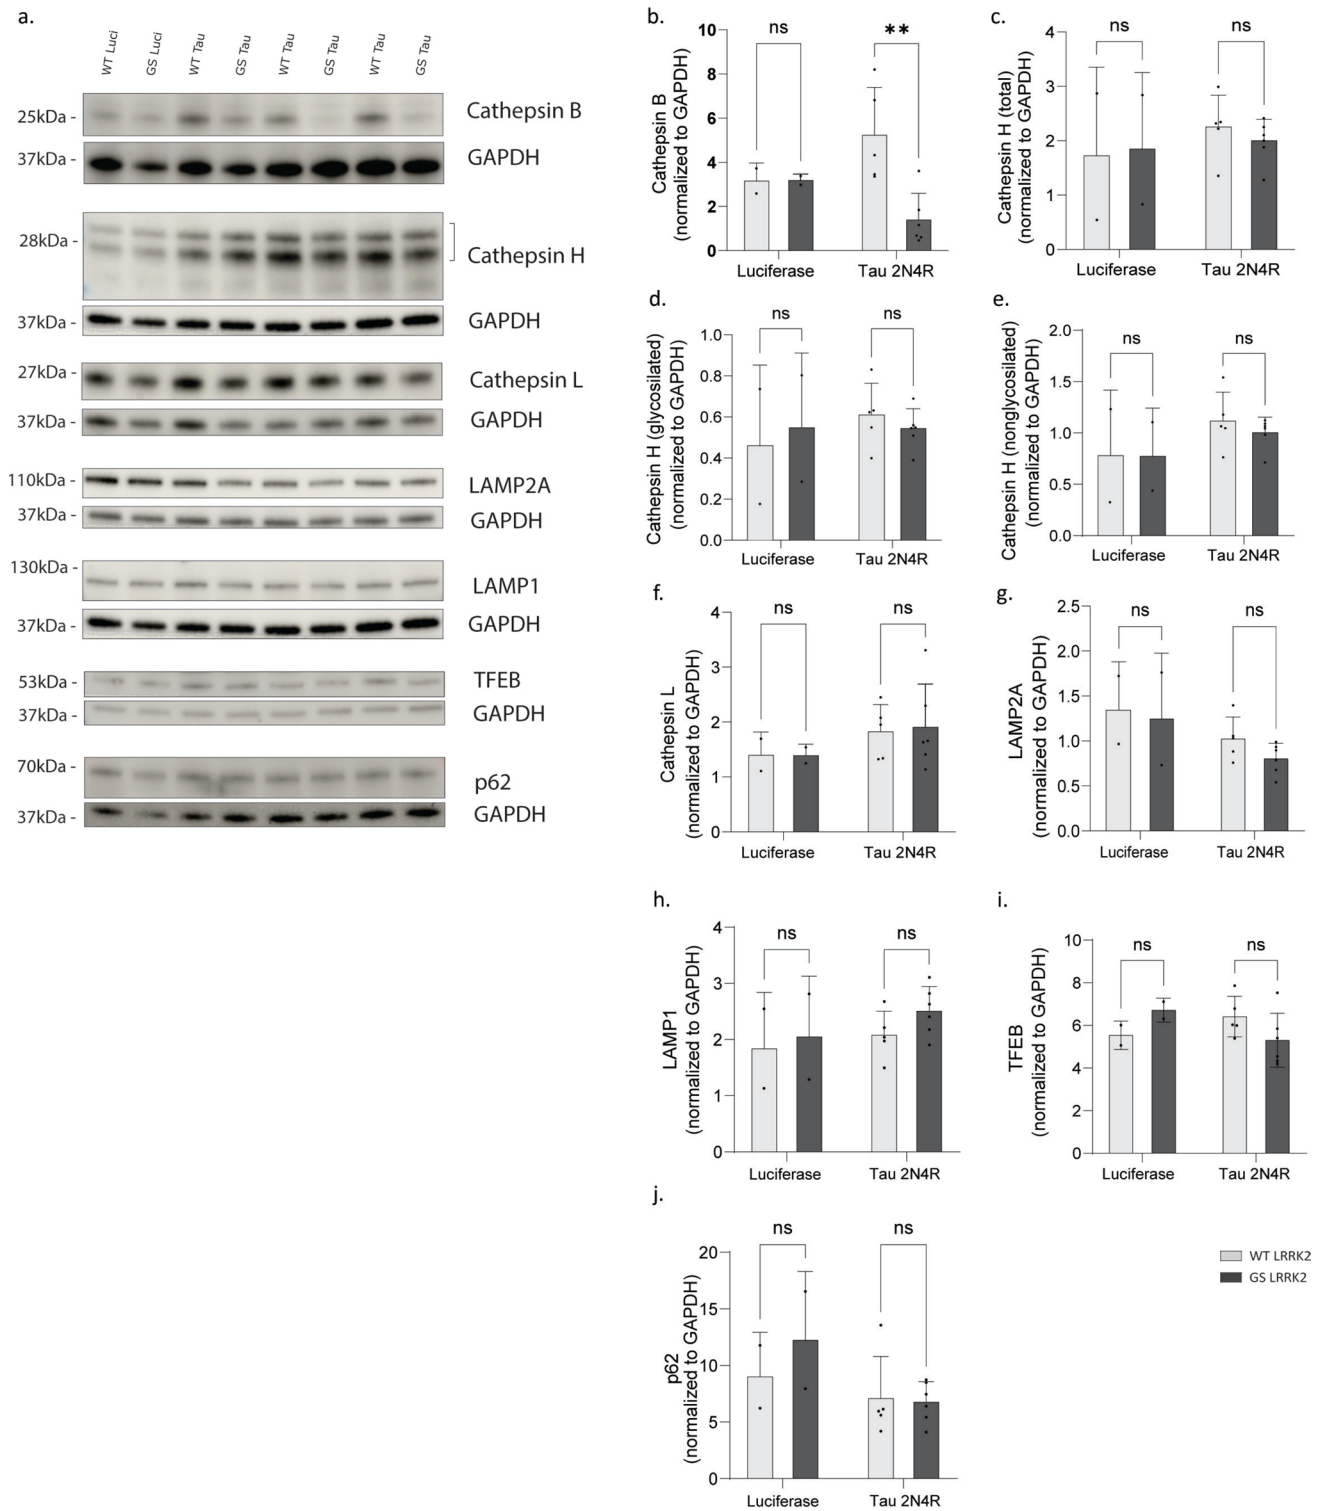 a.
WT Luci
GS Luci
WT Tau
GS Tau
WT Tau
GS Tau
WT Tau
GS Tau
25kDa -
Cathepsin B
37kDa -
GAPDH
28kDa -
Cathepsin H
37kDa -
GAPDH
27kDa -
Cathepsin L
37kDa -
GAPDH
110kDa -
LAMP2A
37kDa -
GAPDH
130kDa -
LAMP1
37kDa -
GAPDH
53kDa -
TFEB
37kDa -
GAPDH
70kDa -
p62
37kDa -
GAPDH
b.
Cathepsin B
(normalized to GAPDH)
10
8
6
4
2
0
ns
**
Luciferase
Tau 2N4R
c.
Cathepsin H (total)
(normalized to GAPDH)
4
3
2
1
0
ns
ns
Luciferase
Tau 2N4R
d.
Cathepsin H (glycosilated)
(normalized to GAPDH)
1.0
0.8
0.6
0.4
0.2
0.0
ns
ns
Luciferase
Tau 2N4R
e.
Cathepsin H (nonglycosilated)
(normalized to GAPDH)
2.0
1.5
1.0
0.5
0.0
ns
ns
Luciferase
Tau 2N4R
f.
Cathepsin L
(normalized to GAPDH)
4
3
2
1
0
ns
ns
Luciferase
Tau 2N4R
g.
LAMP2A
(normalized to GAPDH)
2.5
2.0
1.5
1.0
0.5
0.0
ns
ns
Luciferase
Tau 2N4R
h.
LAMP1
(normalized to GAPDH)
4
3
2
1
0
ns
ns
Luciferase
Tau 2N4R
i.
TFEB
(normalized to GAPDH)
10
8
6
4
2
0
ns
ns
Luciferase
Tau 2N4R
j.
p62
(normalized to GAPDH)
20
15
10
5
0
ns
ns
Luciferase
Tau 2N4R
WT LRRK2
GS LRRK2